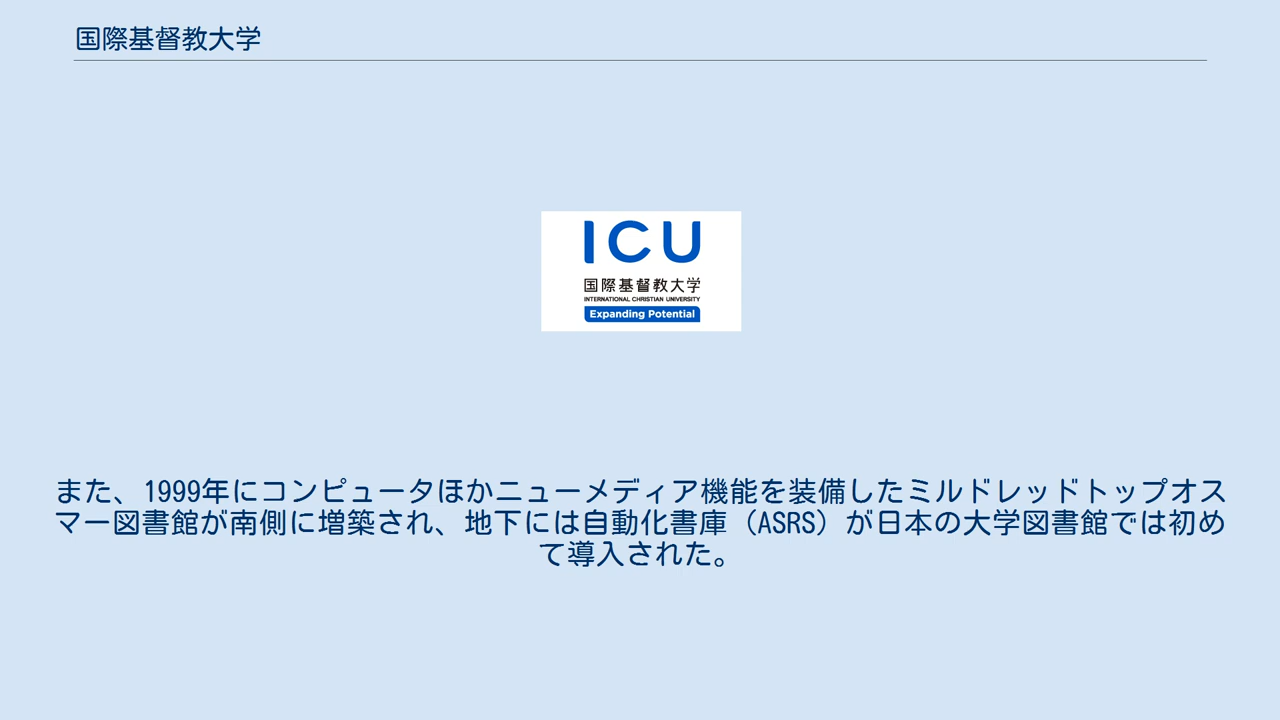 国際基督教大学
ICU
国際基督教大学
INTERNATIONAL CHRISTIAN UNIVERSITY
Expanding Potential
また、1999年にコンピュータほかニューメディア機能を装備したミルドレッドトップオス
マー図書館が南側に増築され、地下には自動化書庫（ASRS）が日本の大学図書館では初め
て導入された。